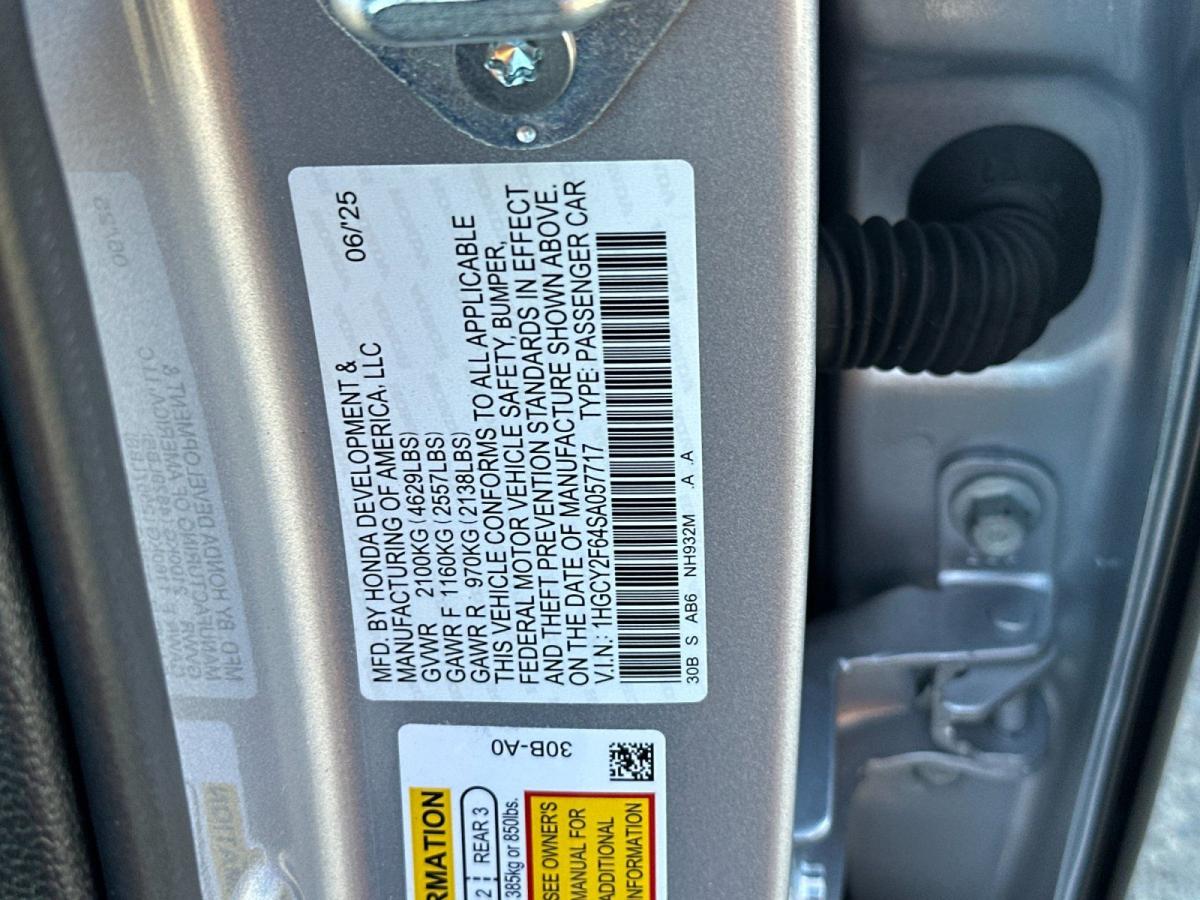 MFD. BY HONDA DEVELOPMENT & 06/'25
MANUFACTURING OF AMERICA, LLC
GVWR 2100KG (4629LBS)
GAWR F 1160KG (2557LBS)
GAWR R 970KG (2138LBS)
THIS VEHICLE CONFORMS TO ALL APPLICABLE
FEDERAL MOTOR VEHICLE SAFETY, BUMPER,
AND THEFT PREVENTION STANDARDS IN EFFECT
ON THE DATE OF MANUFACTURE SHOWN ABOVE.
V.I.N.: 1HGCY2F64SA057717 TYPE: PASSENGER CAR
30B S AB6 NH932M .A .A
30B-A0
RMATION
2 REAR 3
385kg or 850lbs.
SEE OWNER'S
MANUAL FOR
ADDITIONAL
INFORMATION